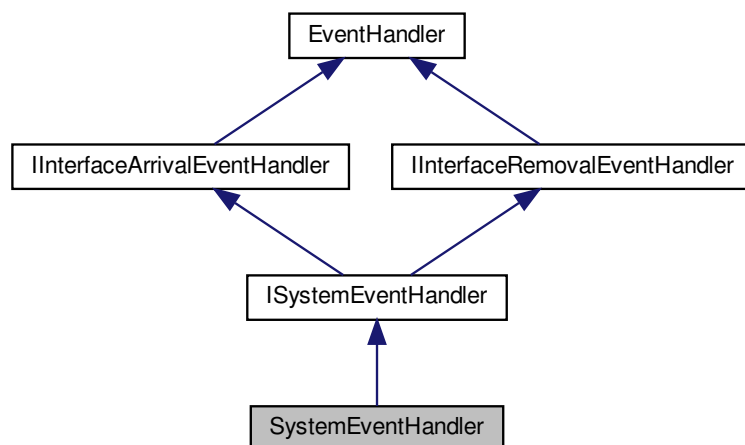 EventHandler
IInterfaceArrivalEventHandler
IInterfaceRemovalEventHandler
ISystemEventHandler
SystemEventHandler